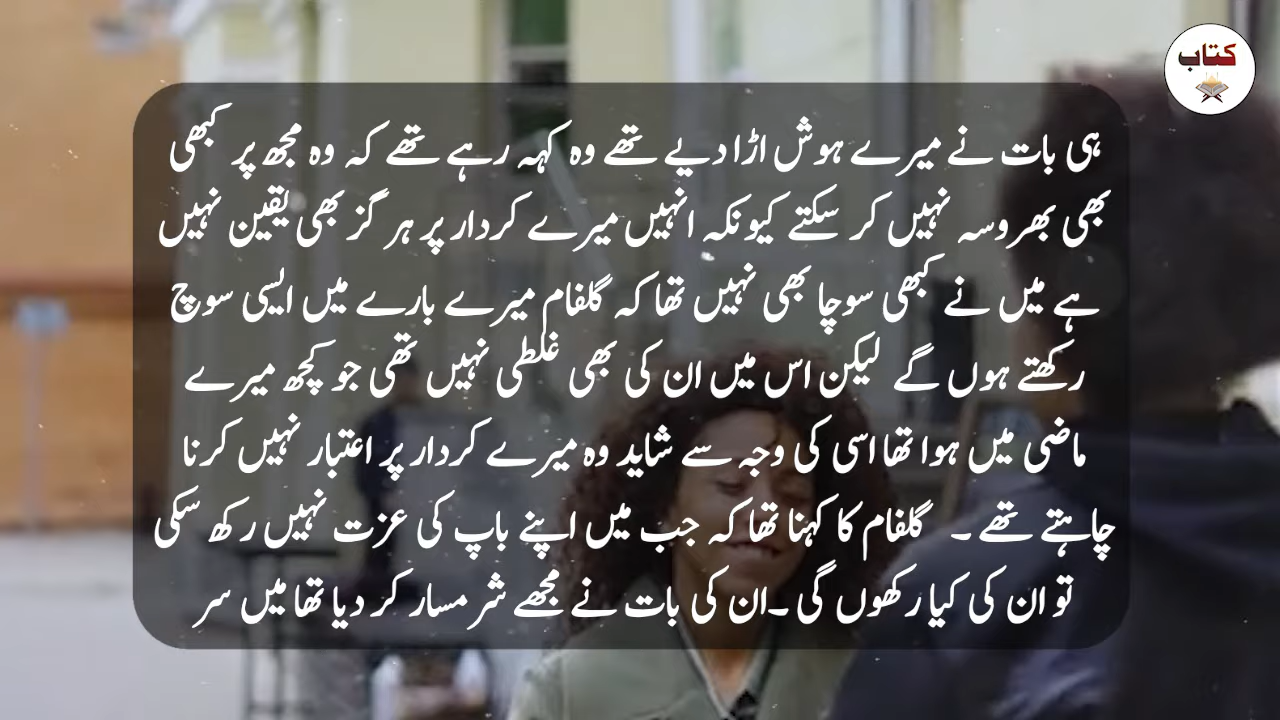 کتاب
ہی بات نے میرے ہوش اڑا دیے تھے وہ کہہ رہے تھے کہ وہ مجھ پر کبھی
بھی بھروسہ نہیں کر سکتے کیونکہ انہیں میرے کردار پر ہر گز بھی یقین نہیں
ہے میں نے کبھی سوچا بھی نہیں تھا کہ گلفام میرے بارے میں ایسی سوچ
رکھتے ہوں گے لیکن اس میں ان کی بھی غلطی نہیں تھی جو کچھ میرے
ماضی میں ہوا تھا اسی کی وجہ سے شاید وہ میرے کردار پر اعتبار نہیں کرنا
چاہتے تھے ۔ گلفام کا کہنا تھا کہ جب میں اپنے باپ کی عزت نہیں رکھ سکی
تو ان کی کیا رکھوں گی ۔ان کی بات نے مجھے شرمسار کر دیا تھا میں سر